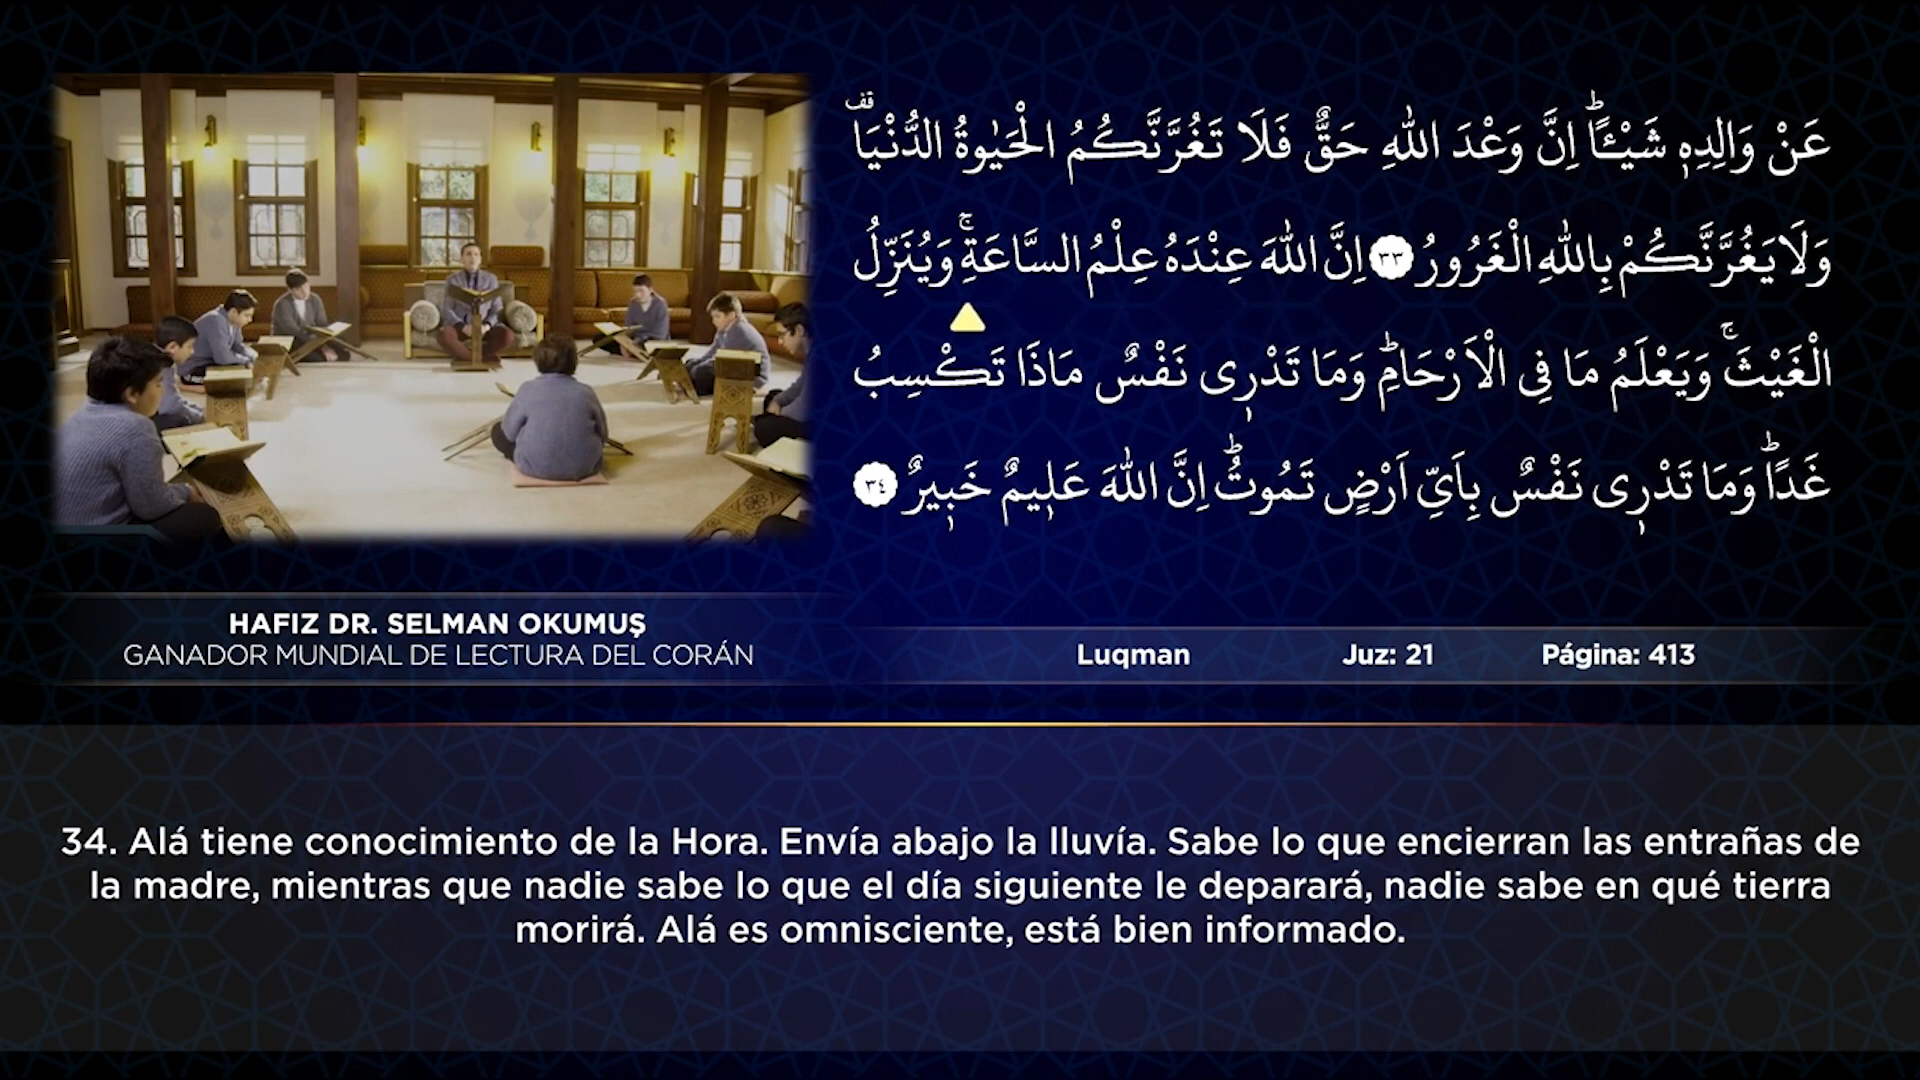 عَنْ وَالِدِه۪ شَيْـًٔاۜ اِنَّ وَعْدَ اللّٰهِ حَقٌّ فَلَا تَغُرَّنَّكُمُ الْحَيٰوةُ الدُّنْيَا۠ قف
وَلَا يَغُرَّنَّكُمْ بِاللّٰهِ الْغَرُورُ ٣٣ اِنَّ اللّٰهَ عِنْدَهُ عِلْمُ السَّاعَةِۚ وَيُنَزِّلُ
الْغَيْثَۚ وَيَعْلَمُ مَا فِى الْاَرْحَامِۜ وَمَا تَدْر۪ى نَفْسٌ مَاذَا تَكْسِبُ
غَدًاۜ وَمَا تَدْر۪ى نَفْسٌ بِاَىِّ اَرْضٍ تَمُوتُۜ اِنَّ اللّٰهَ عَل۪يمٌ خَب۪يرٌ ٣٤
HAFIZ DR. SELMAN OKUMUŞ
GANADOR MUNDIAL DE LECTURA DEL CORÁN
Luqman Juz: 21 Página: 413
34. Alá tiene conocimiento de la Hora. Envía abajo la lluvía. Sabe lo que encierran las entrañas de
la madre, mientras que nadie sabe lo que el día siguiente le deparará, nadie sabe en qué tierra
morirá. Alá es omnisciente, está bien informado.